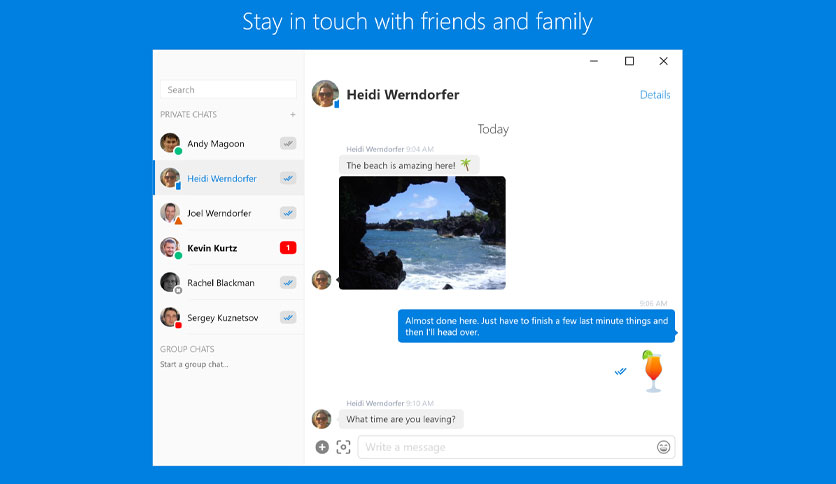 Stay in touch with friends and family
Search
PRIVATE CHATS
+
Andy Magoon
Heidi Werndorfer
Joel Werndorfer
Kevin Kurtz
1
Rachel Blackman
Sergey Kuznetsov
GROUP CHATS
Start a group chat...
Heidi Werndorfer
Details
Today
Heidi Werndorfer 9:04 AM
The beach is amazing here! 🌴
9:06 AM
Almost done here. Just have to finish a few last minute things and
then I'll head over.
Heidi Werndorfer 9:10 AM
What time are you leaving?
Write a message